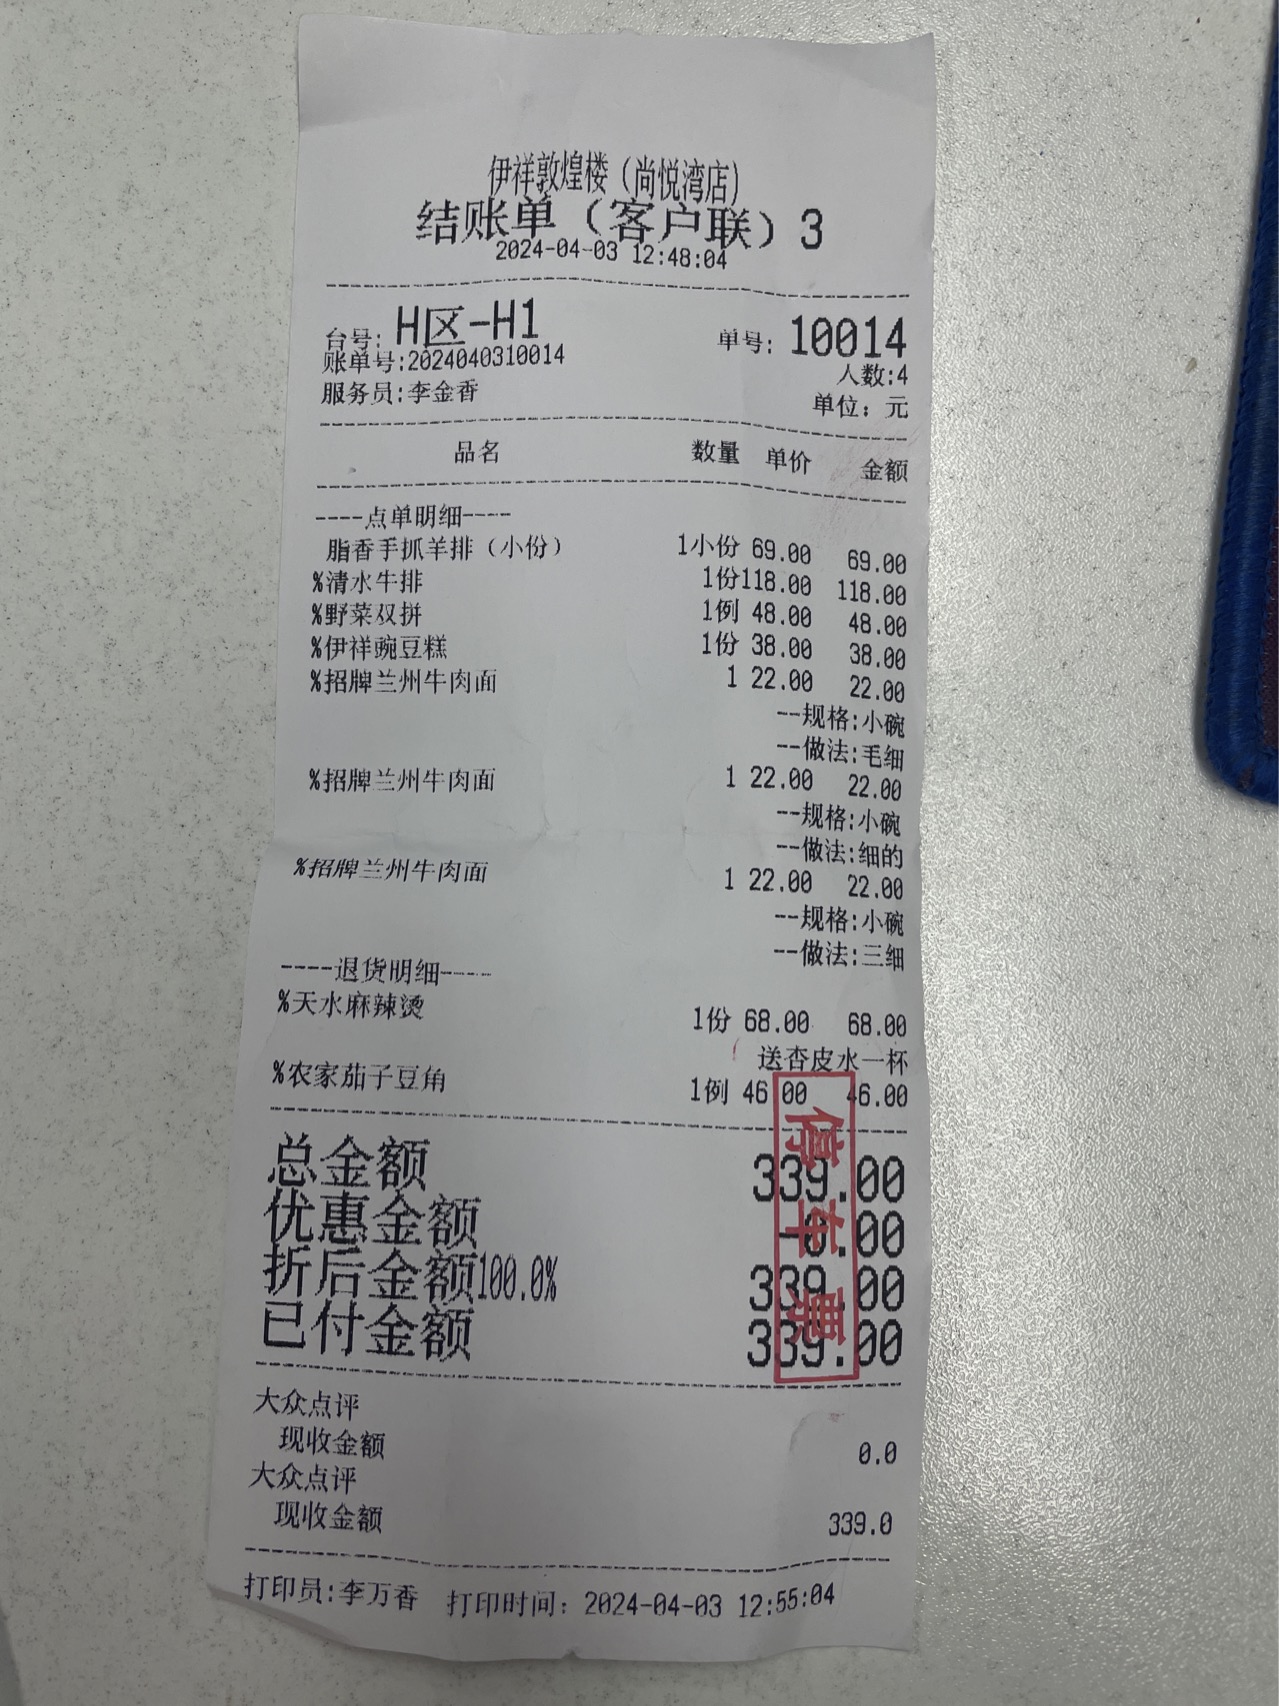 伊祥敦煌楼（尚悦湾店）
结账单（客户联）3
2024-04-03 12:48:04
台号: H区-H1 单号: 10014
账单号:2024040310014 人数:4
服务员:李金香 单位: 元
品名 数量 单价 金额
----点单明细----
脂香手抓羊排（小份） 1小份 69.00 69.00
%清水牛排 1份118.00 118.00
%野菜双拼 1例 48.00 48.00
%伊祥豌豆糕 1份 38.00 38.00
%招牌兰州牛肉面 1 22.00 22.00
--规格:小碗
--做法:毛细
%招牌兰州牛肉面 1 22.00 22.00
--规格:小碗
--做法:细的
%招牌兰州牛肉面 1 22.00 22.00
--规格:小碗
--做法:三细
----退货明细----
%天水麻辣烫 1份 68.00 68.00
送杏皮水一杯
%农家茄子豆角 1例 46.00 46.00
总金额 339.00
优惠金额 -0.00
折后金额100.0% 339.00
已付金额 339.00
停车票
大众点评
现收金额 0.0
大众点评
现收金额 339.0
打印员:李万香 打印时间: 2024-04-03 12:55:04